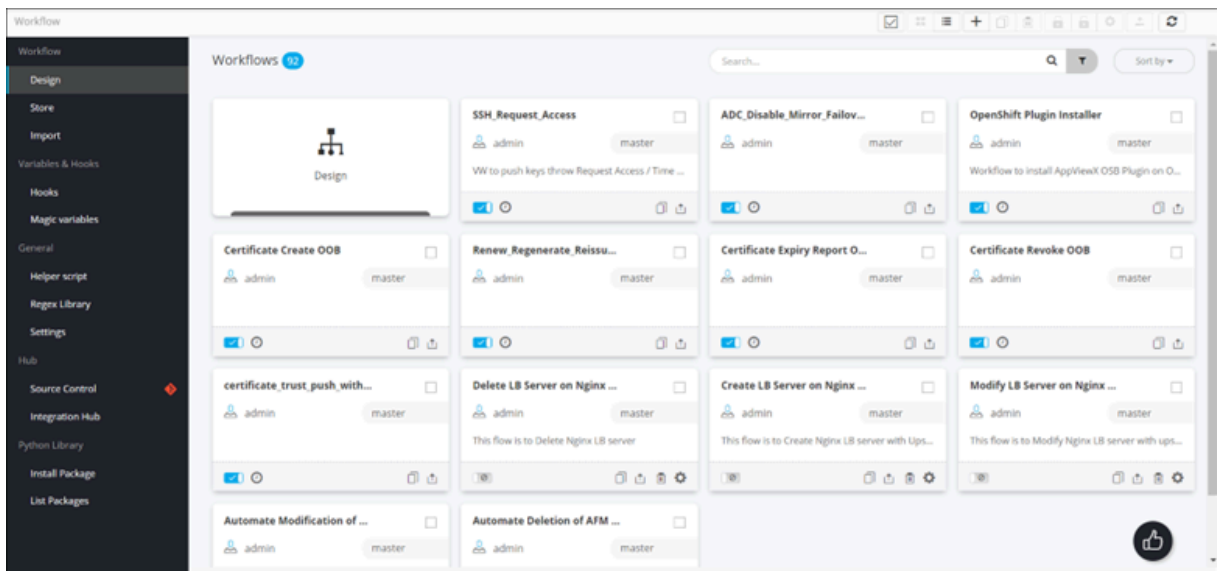 Workflow
Workflow
Design
Store
Import
Variables & Hooks
Hooks
Magic variables
General
Helper script
Regex Library
Settings
Hub
Source Control
Integration Hub
Python Library
Install Package
List Packages
Workflows 92
Search...
Sort by
Design
SSH_Request_Access
admin master
VW to push keys throw Request Access / Time ...
ADC_Disable_Mirror_Failov...
admin master
OpenShift Plugin Installer
admin master
Workflow to install AppViewX OSB Plugin on O...
Certificate Create OOB
admin master
Renew_Regenerate_Reissu...
admin master
Certificate Expiry Report O...
admin master
Certificate Revoke OOB
admin master
certificate_trust_push_with...
admin master
Delete LB Server on Nginx ...
admin master
This flow is to Delete Nginx LB server
Create LB Server on Nginx ...
admin master
This flow is to Create Nginx LB server with Ups...
Modify LB Server on Nginx ...
admin master
This flow is to Modify Nginx LB server with ups...
Automate Modification of ...
admin master
Automate Deletion of AFM ...
admin master